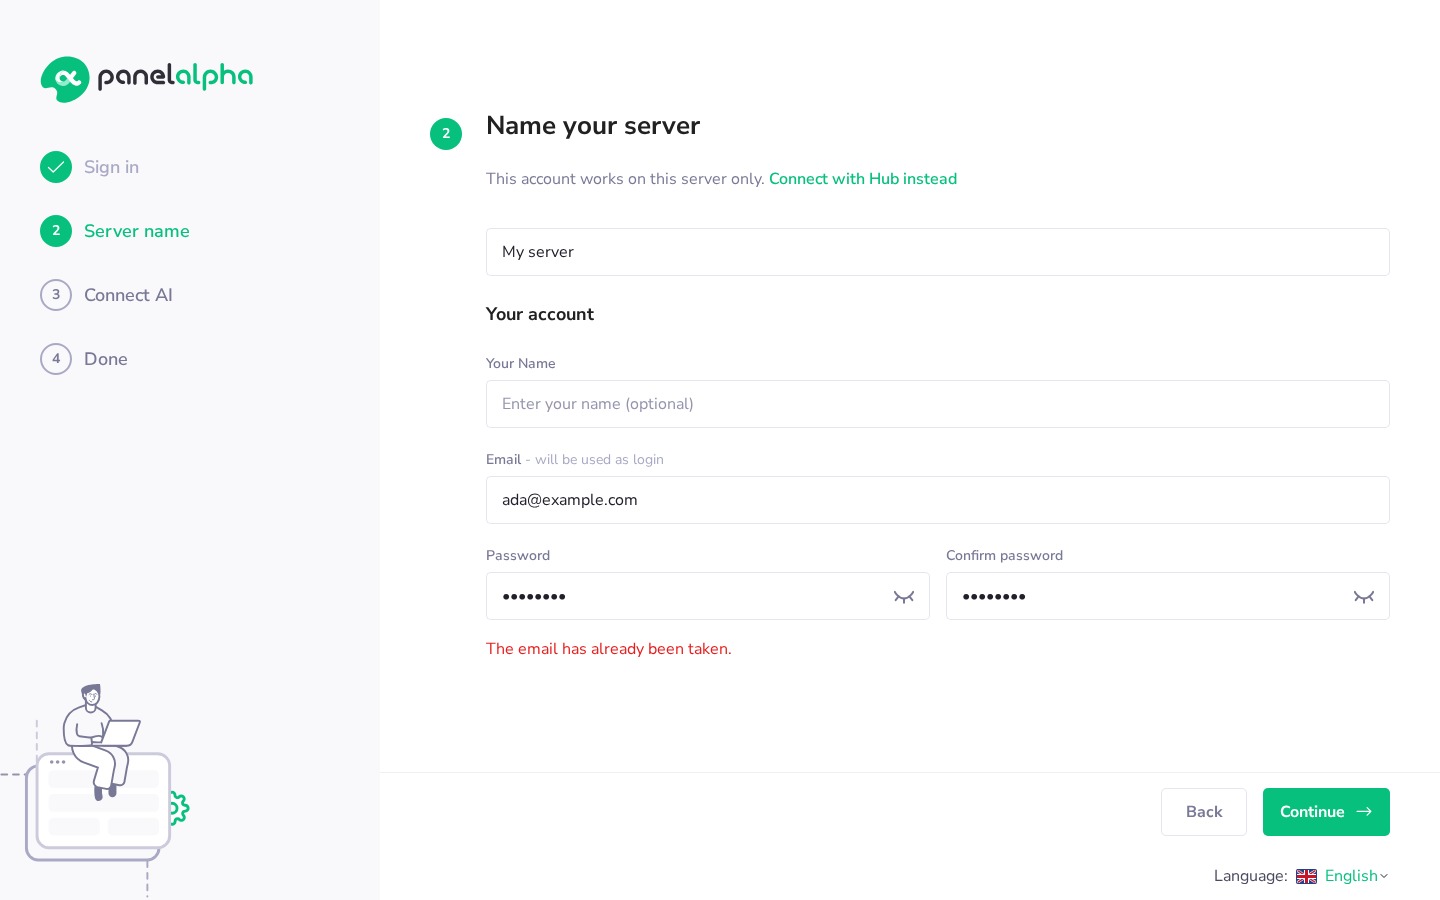 panelalpha
Sign in
2 Server name
3 Connect AI
4 Done
2 Name your server
This account works on this server only. Connect with Hub instead
My server
Your account
Your Name
Enter your name (optional)
Email - will be used as login
ada@example.com
Password Confirm password
•••••••• ••••••••
The email has already been taken.
Back Continue
Language: English